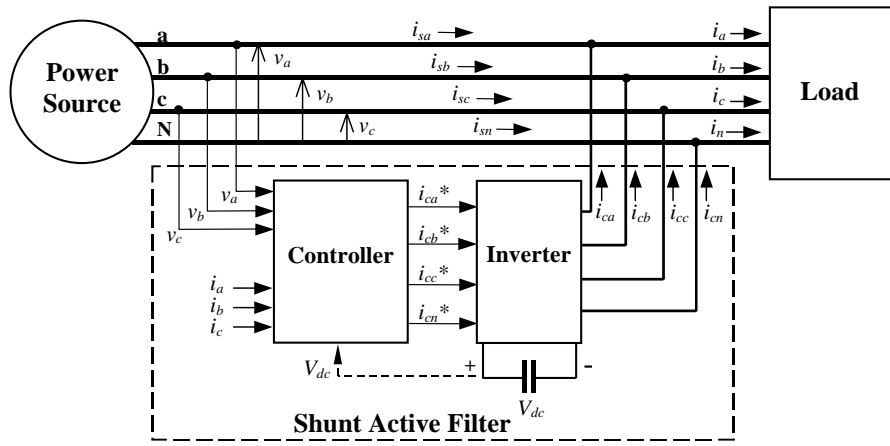 a i_sa i_a
Power Source
v_a
b i_sb i_b
v_b
Load
c i_sc i_c
v_c
N i_sn i_n
v_a
v_b
v_c
Controller
i_ca*
i_cb*
i_cc*
i_cn*
Inverter
i_ca i_cb i_cc i_cn
i_a
i_b
i_c
V_dc
+ -
V_dc
Shunt Active Filter